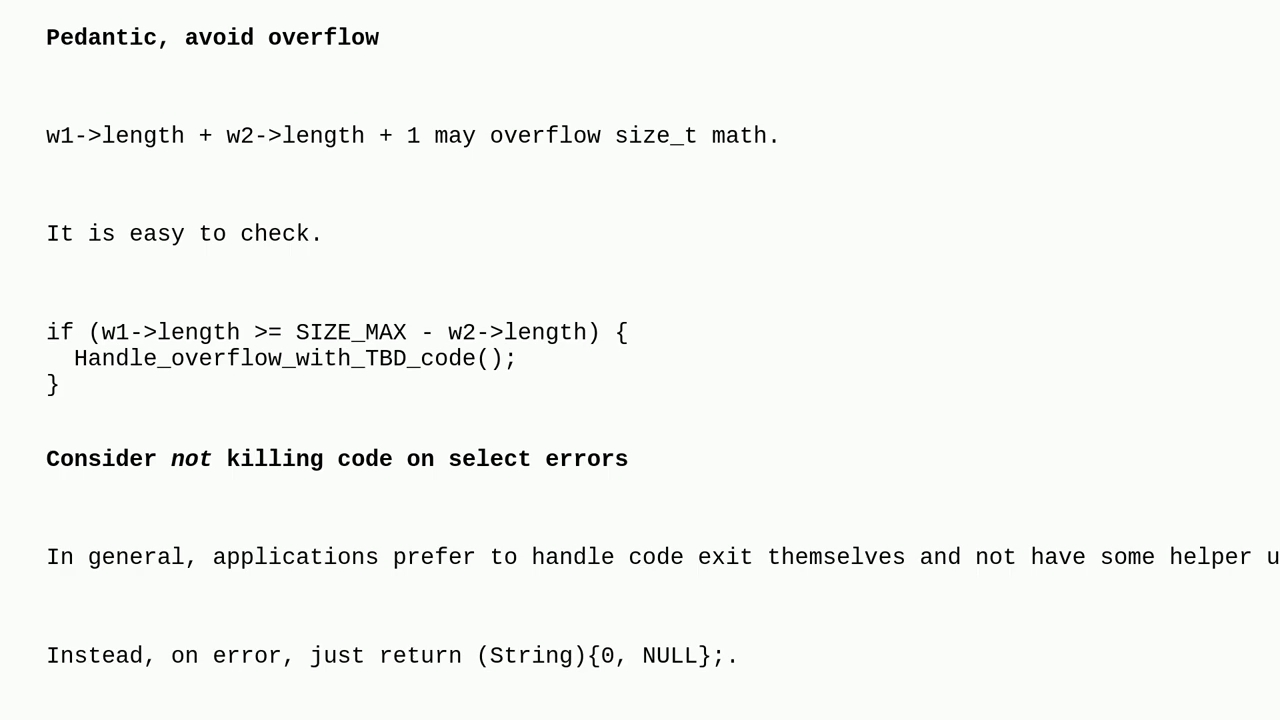 Pedantic, avoid overflow
w1->length + w2->length + 1 may overflow size_t math.
It is easy to check.
if (w1->length >= SIZE_MAX - w2->length) {
  Handle_overflow_with_TBD_code();
}
Consider not killing code on select errors
In general, applications prefer to handle code exit themselves and not have some helper
Instead, on error, just return (String){0, NULL};.